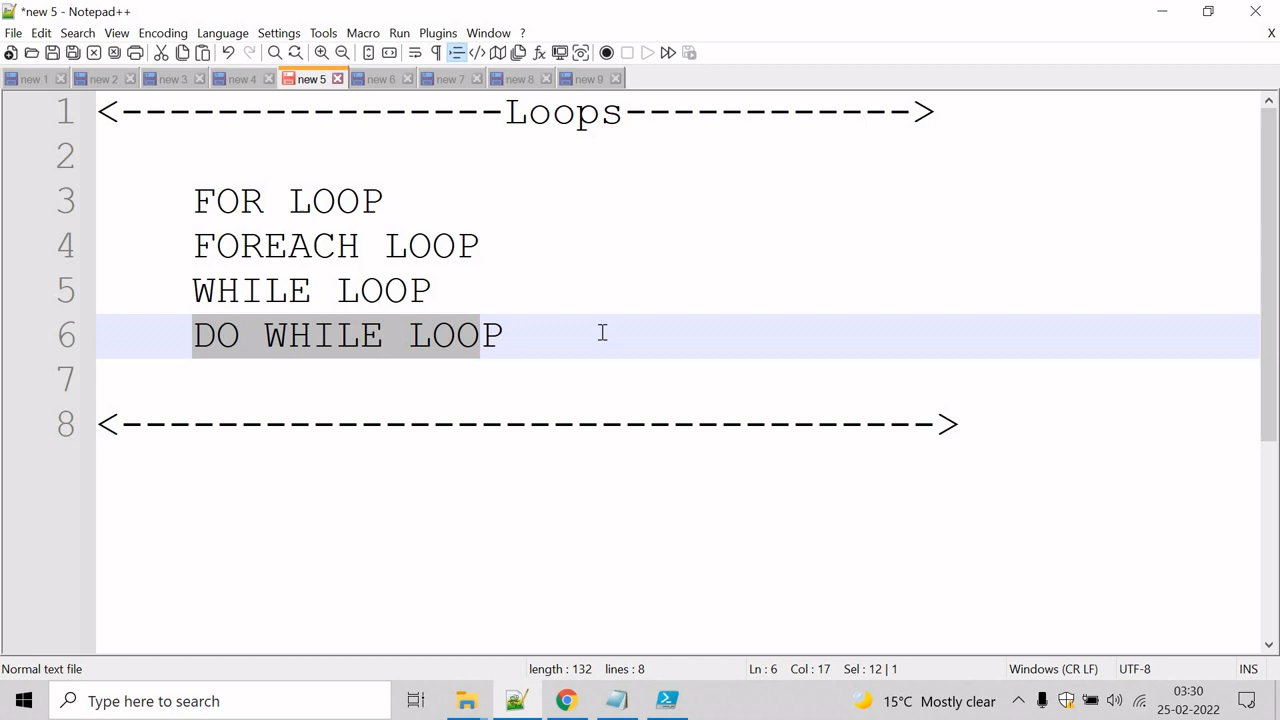 *new 5 - Notepad++
File Edit Search View Encoding Language Settings Tools Macro Run Plugins Window ? X
new 1 new 2 new 3 new 4 new 5 new 6 new 7 new 8 new 9
1 <----------------Loops------------>
2
3 FOR LOOP
4 FOREACH LOOP
5 WHILE LOOP
6 DO WHILE LOOP
7
8 <---------------------------------->
Normal text file length : 132 lines : 8 Ln : 6 Col : 17 Sel : 12 | 1 Windows (CR LF) UTF-8 INS
Type here to search 15°C Mostly clear 03:30
25-02-2022